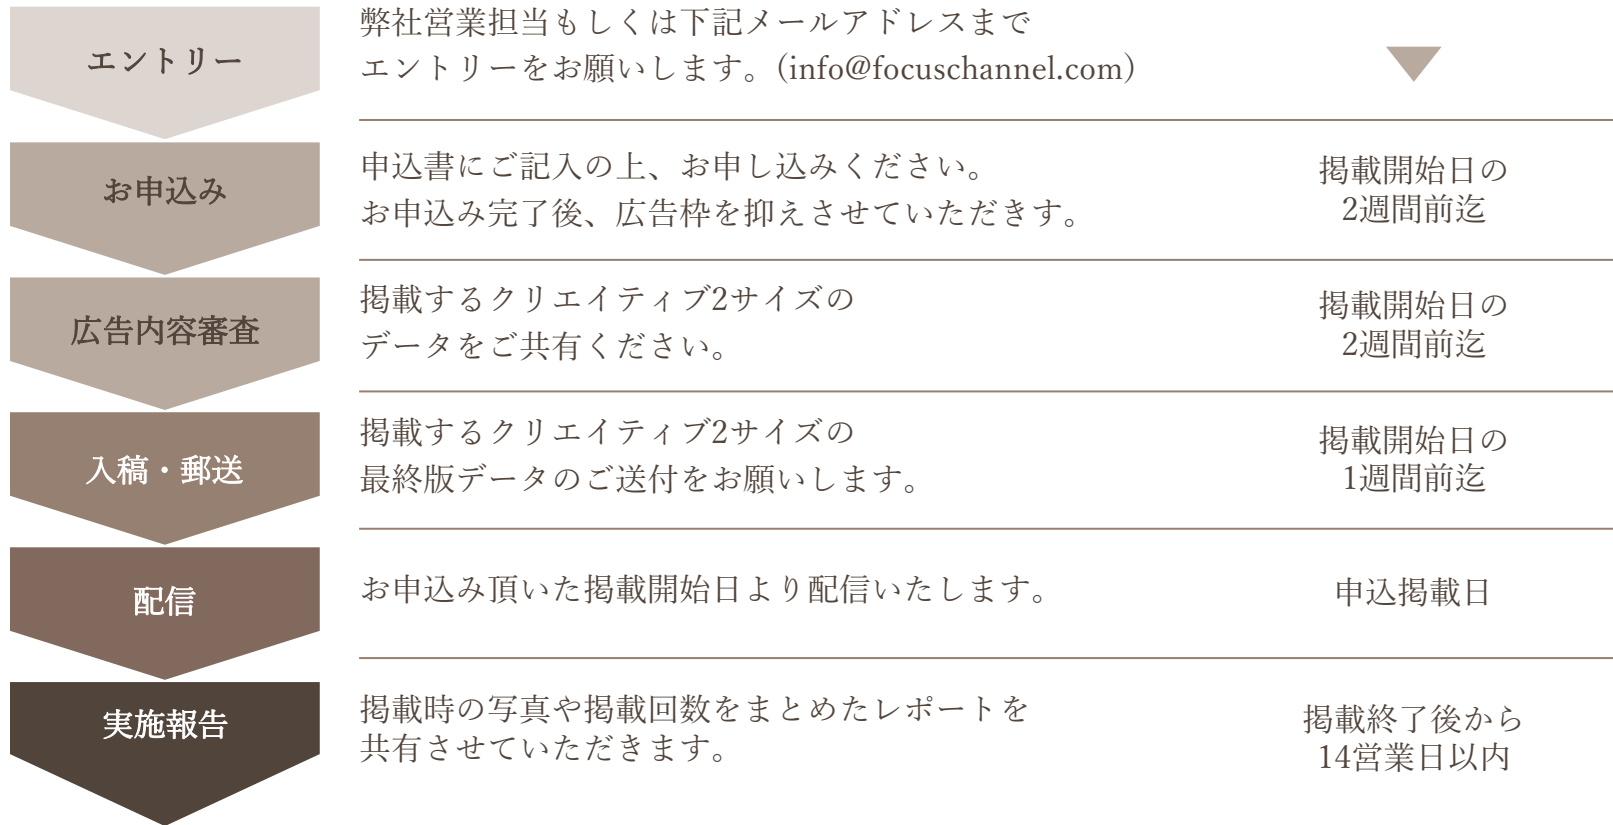 エントリー
弊社営業担当もしくは下記メールアドレスまで
エントリーをお願いします。(info@focuschannel.com)
お申込み
申込書にご記入の上、お申し込みください。
お申込み完了後、広告枠を抑えさせていただきす。
掲載開始日の
2週間前迄
広告内容審査
掲載するクリエイティブ2サイズの
データをご共有ください。
掲載開始日の
2週間前迄
入稿・郵送
掲載するクリエイティブ2サイズの
最終版データのご送付をお願いします。
掲載開始日の
1週間前迄
配信
お申込み頂いた掲載開始日より配信いたします。
申込掲載日
実施報告
掲載時の写真や掲載回数をまとめたレポートを
共有させていただきます。
掲載終了後から
14営業日以内